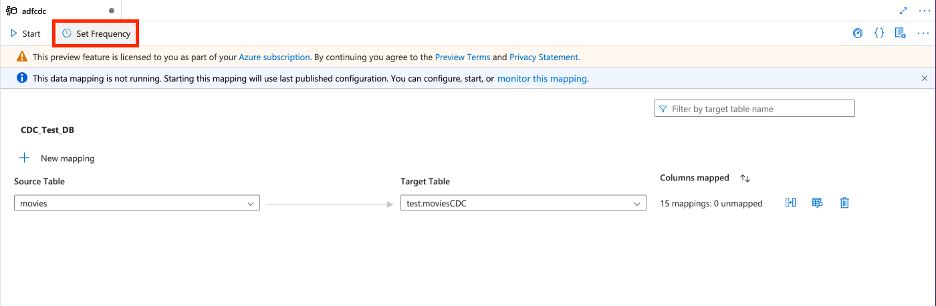 adfcdc
Start Set Frequency
This preview feature is licensed to you as part of your Azure subscription. By continuing you agree to the Preview Terms and Privacy Statement.
This data mapping is not running. Starting this mapping will use last published configuration. You can configure, start, or monitor this mapping.
Filter by target table name
CDC_Test_DB
New mapping
Source Table Target Table Columns mapped
movies test.moviesCDC 15 mappings: 0 unmapped